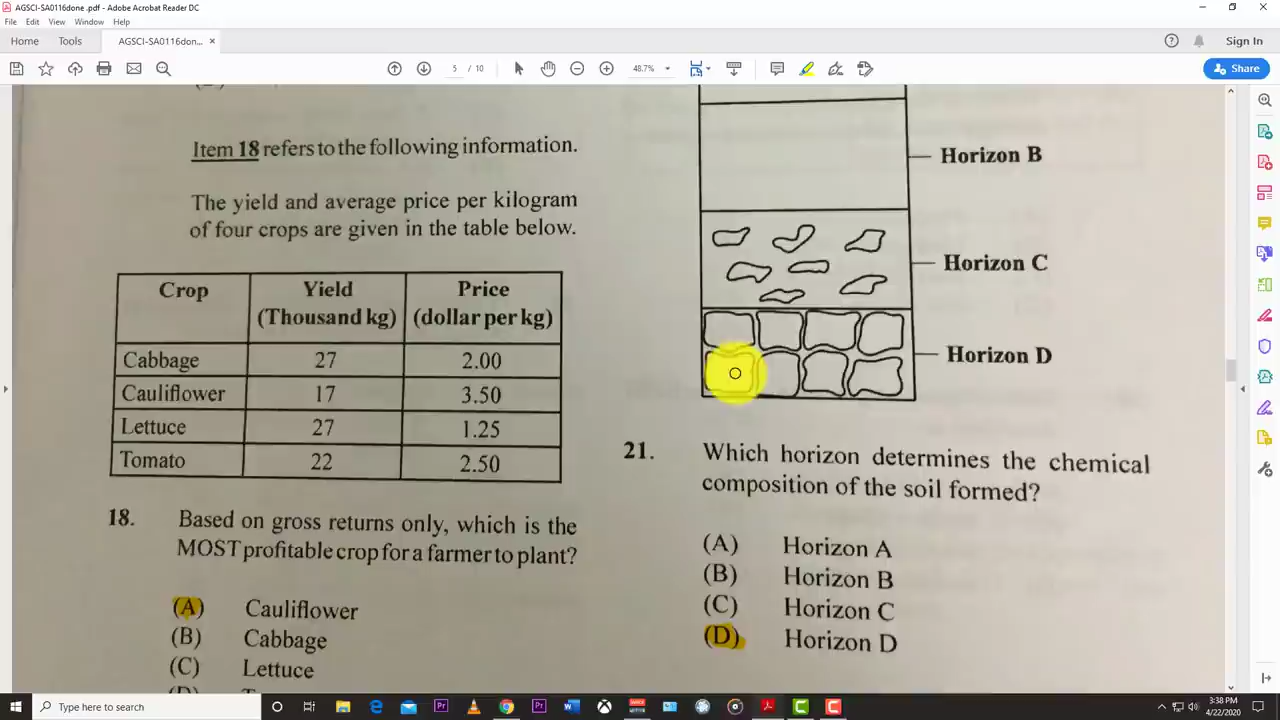 AGSCI-SA0116done .pdf - Adobe Acrobat Reader DC
File Edit View Window Help
Home Tools AGSCI-SA0116don... × Sign In
5 / 10 48.7% Share
Item 18 refers to the following information.
The yield and average price per kilogram
of four crops are given in the table below.
Crop Yield Price
(Thousand kg) (dollar per kg)
Cabbage 27 2.00
Cauliflower 17 3.50
Lettuce 27 1.25
Tomato 22 2.50
18. Based on gross returns only, which is the
MOST profitable crop for a farmer to plant?
(A) Cauliflower
(B) Cabbage
(C) Lettuce
Horizon B
Horizon C
Horizon D
21. Which horizon determines the chemical
composition of the soil formed?
(A) Horizon A
(B) Horizon B
(C) Horizon C
(D) Horizon D
Type here to search
3:38 PM
4/22/2020